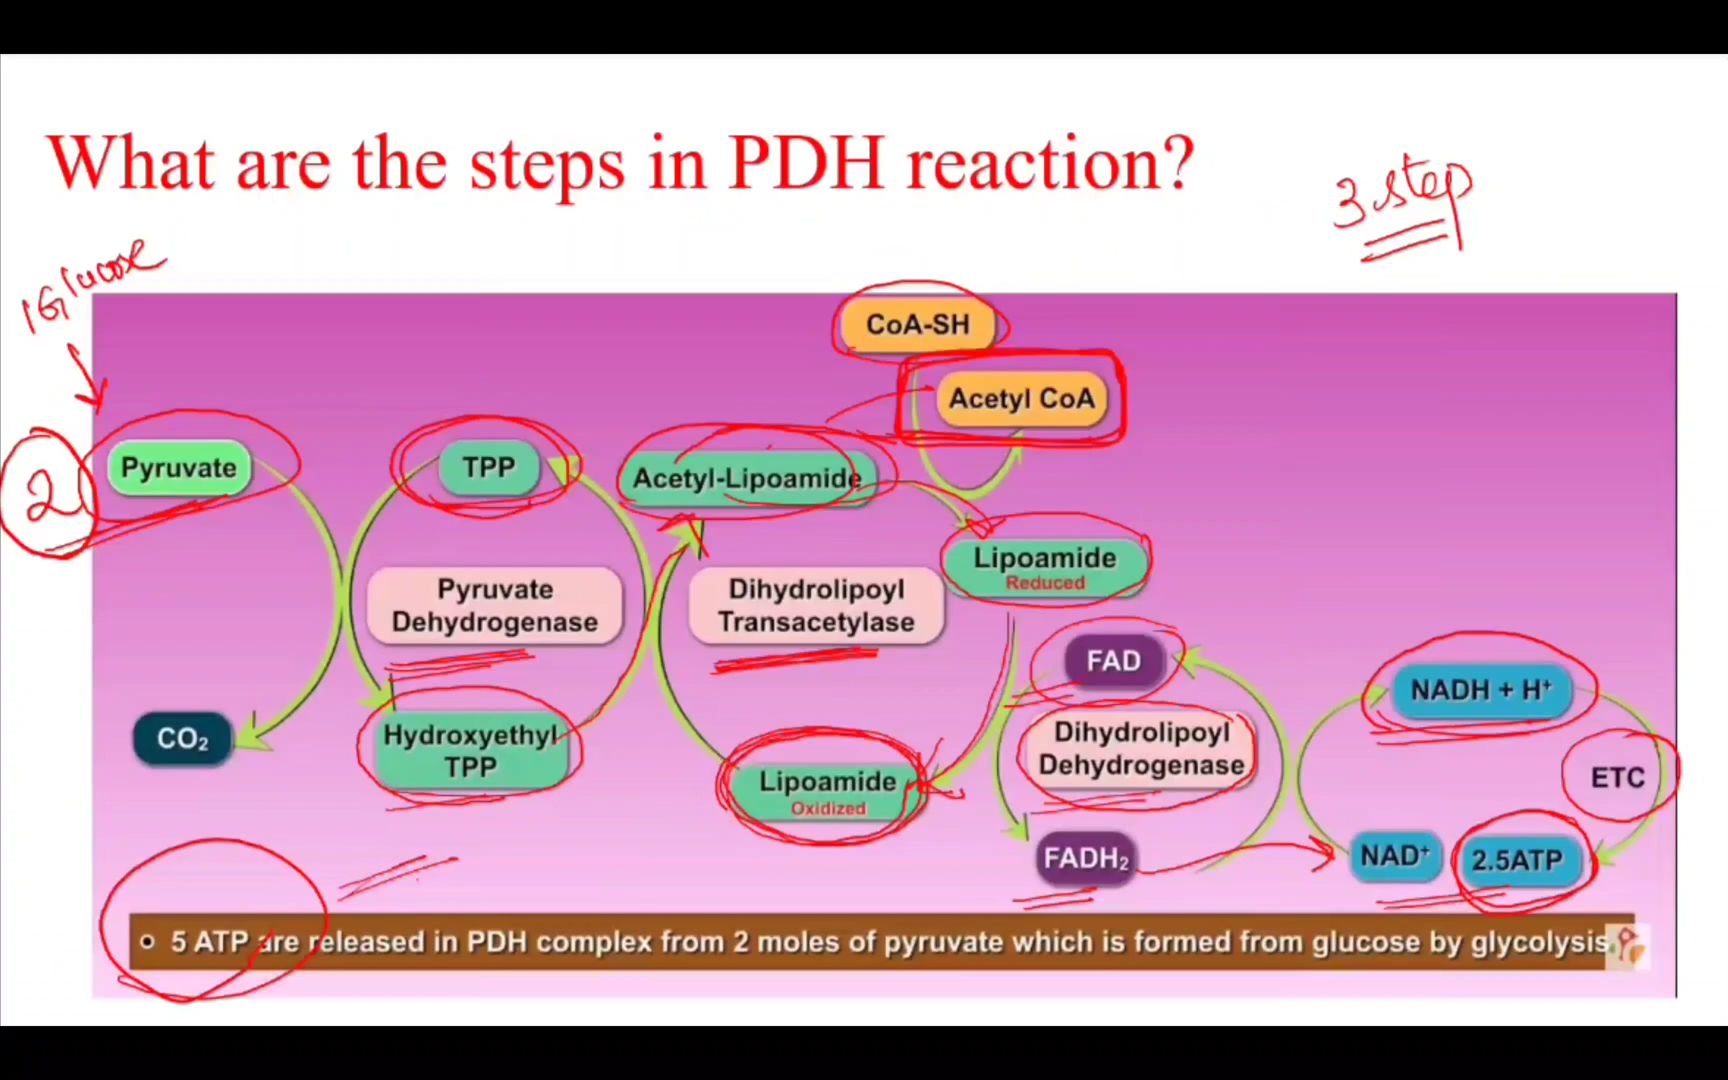 What are the steps in PDH reaction?
3 step
1Glucose
CoA-SH
Acetyl CoA
2
Pyruvate
TPP
Acetyl-Lipoamide
Lipoamide
Reduced
Pyruvate
Dehydrogenase
Dihydrolipoyl
Transacetylase
FAD
NADH + H⁺
CO₂
Hydroxyethyl
TPP
Dihydrolipoyl
Dehydrogenase
Lipoamide
Oxidized
ETC
FADH₂
NAD⁺
2.5ATP
5 ATP are released in PDH complex from 2 moles of pyruvate which is formed from glucose by glycolysis.